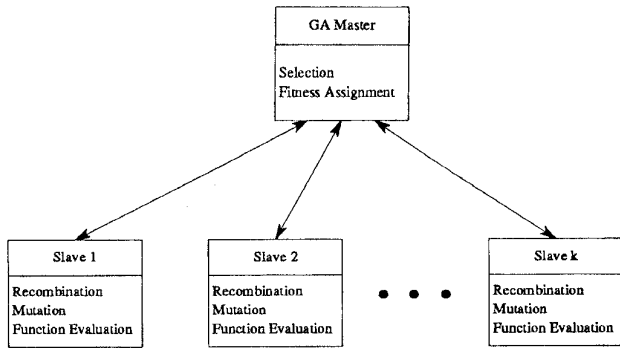 GA Master
Selection
Fitness Assignment
Slave 1
Recombination
Mutation
Function Evaluation
Slave 2
Recombination
Mutation
Function Evaluation
Slave k
Recombination
Mutation
Function Evaluation